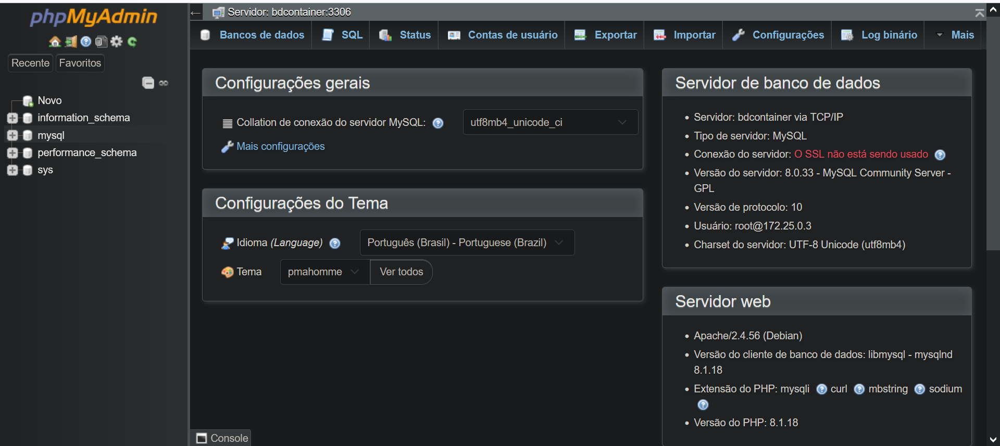 phpMyAdmin
Recente Favoritos
Novo
information_schema
mysql
performance_schema
sys
Servidor: bdcontainer:3306
Bancos de dados SQL Status Contas de usuário Exportar Importar Configurações Log binário Mais
Configurações gerais
Collation de conexão do servidor MySQL: utf8mb4_unicode_ci
Mais configurações
Configurações do Tema
Idioma (Language) Português (Brasil) - Portuguese (Brazil)
Tema pmahomme Ver todos
Servidor de banco de dados
• Servidor: bdcontainer via TCP/IP
• Tipo de servidor: MySQL
• Conexão do servidor: O SSL não está sendo usado
• Versão do servidor: 8.0.33 - MySQL Community Server -
GPL
• Versão de protocolo: 10
• Usuário: root@172.25.0.3
• Charset do servidor: UTF-8 Unicode (utf8mb4)
Servidor web
• Apache/2.4.56 (Debian)
• Versão do cliente de banco de dados: libmysql - mysqlnd
8.1.18
• Extensão do PHP: mysqli curl mbstring sodium
• Versão do PHP: 8.1.18
Console